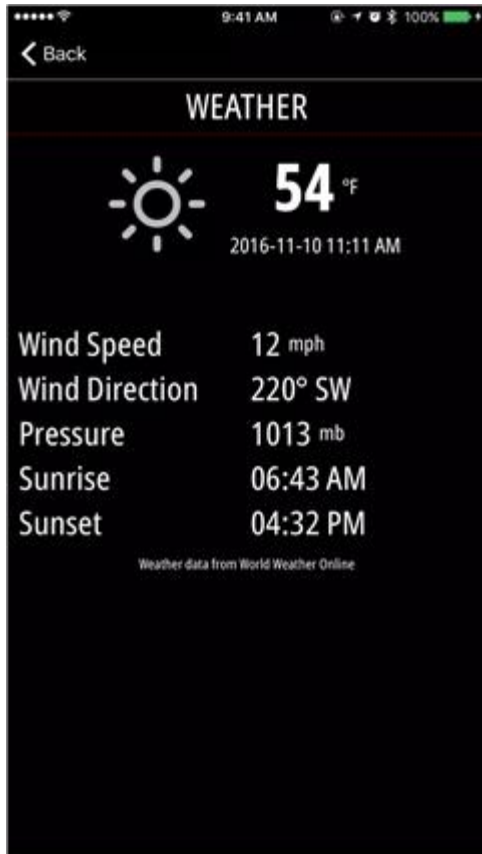 9:41 AM 100%
Back
WEATHER
54 °F
2016-11-10 11:11 AM
Wind Speed 12 mph
Wind Direction 220° SW
Pressure 1013 mb
Sunrise 06:43 AM
Sunset 04:32 PM
Weather data from World Weather Online